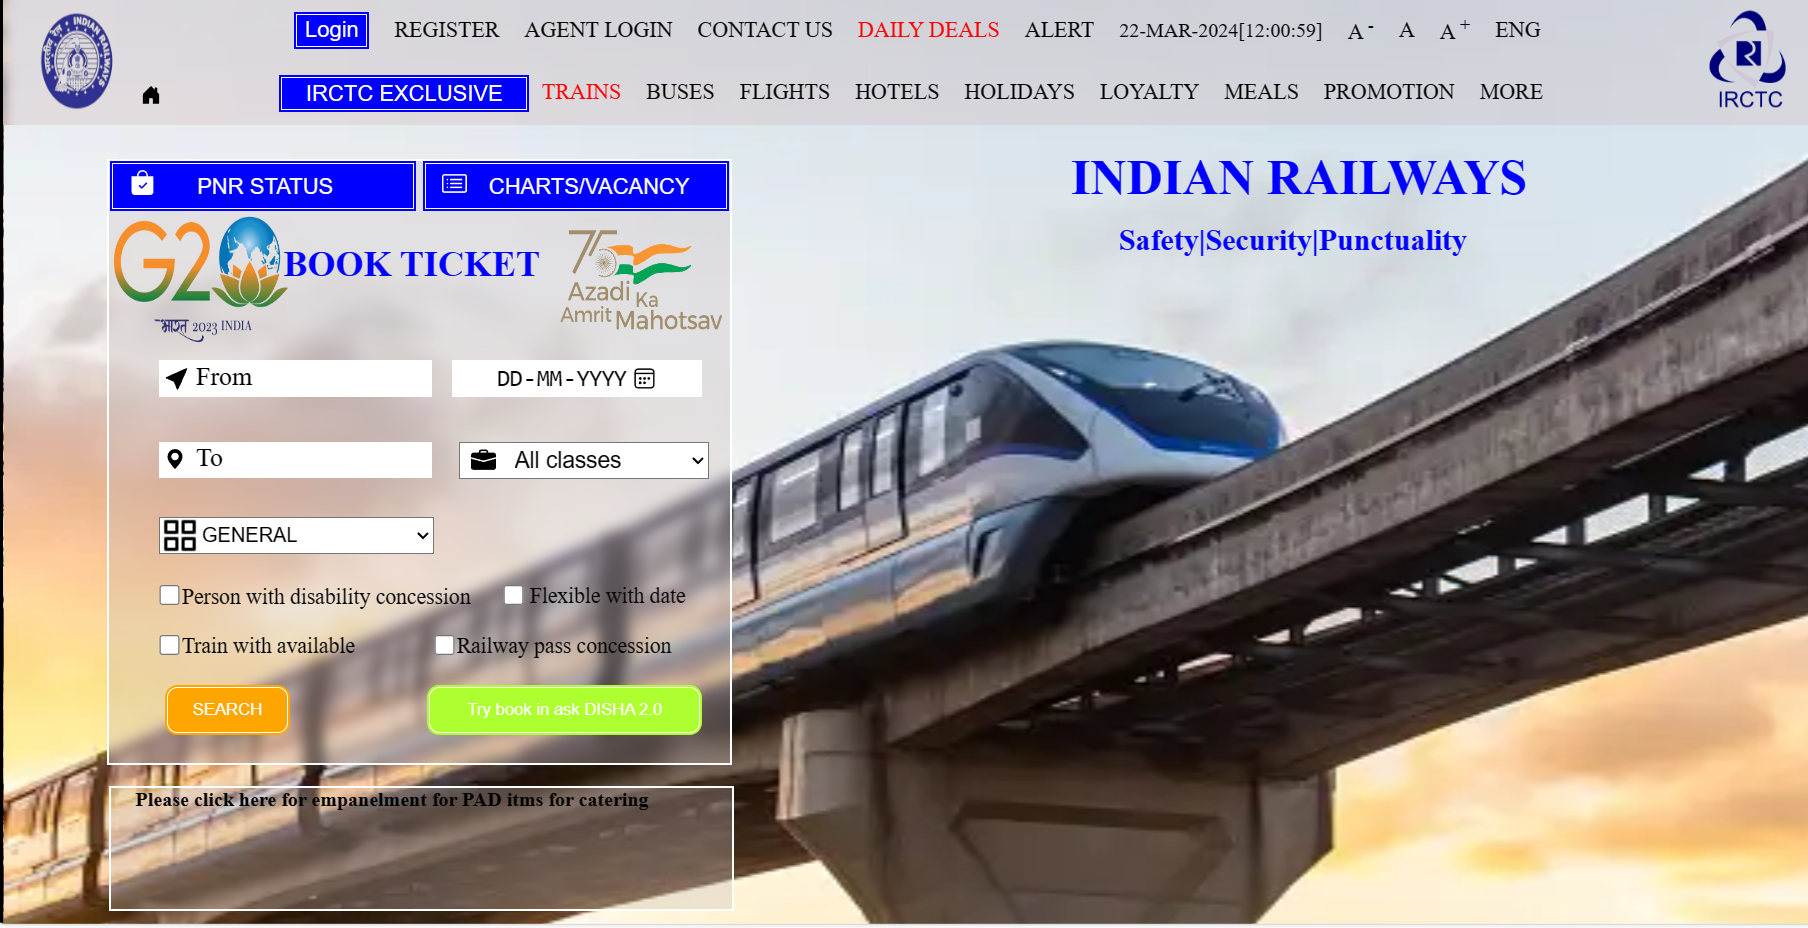 Login REGISTER AGENT LOGIN CONTACT US DAILY DEALS ALERT 22-MAR-2024[12:00:59] A - A A + ENG
IRCTC EXCLUSIVE TRAINS BUSES FLIGHTS HOTELS HOLIDAYS LOYALTY MEALS PROMOTION MORE
INDIAN RAILWAYS
भारतीय रेल
IRCTC
PNR STATUS CHARTS/VACANCY
INDIAN RAILWAYS
Safety|Security|Punctuality
G20 BOOK TICKET
भारत 2023 INDIA
75
Azadi Ka
Amrit Mahotsav
From DD-MM-YYYY
To All classes
GENERAL
Person with disability concession Flexible with date
Train with available Railway pass concession
SEARCH Try book in ask DISHA 2.0
Please click here for empanelment for PAD itms for catering